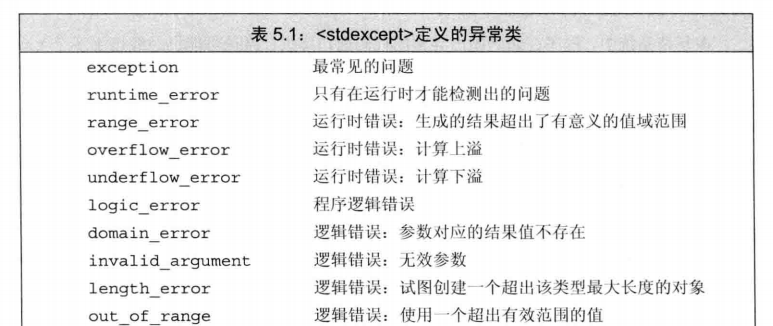 表 5.1：<stdexcept>定义的异常类
exception 最常见的问题
runtime_error 只有在运行时才能检测出的问题
range_error 运行时错误：生成的结果超出了有意义的值域范围
overflow_error 运行时错误：计算上溢
underflow_error 运行时错误：计算下溢
logic_error 程序逻辑错误
domain_error 逻辑错误：参数对应的结果值不存在
invalid_argument 逻辑错误：无效参数
length_error 逻辑错误：试图创建一个超出该类型最大长度的对象
out_of_range 逻辑错误：使用一个超出有效范围的值